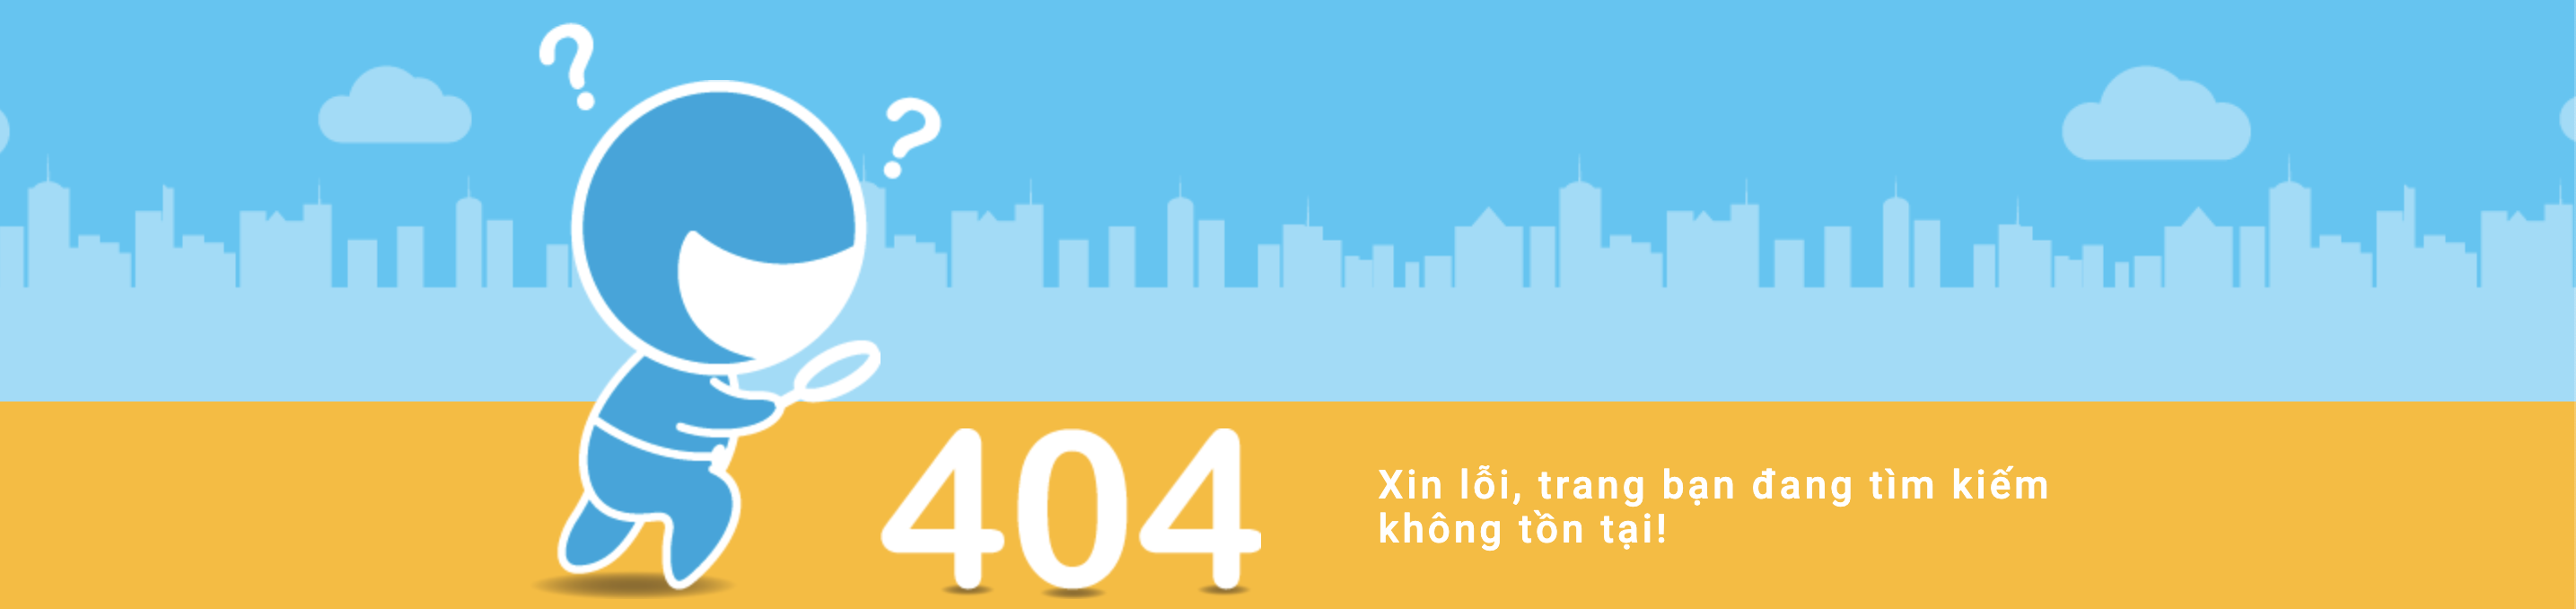 ?
?
404
Xin lỗi, trang bạn đang tìm kiếm
không tồn tại!